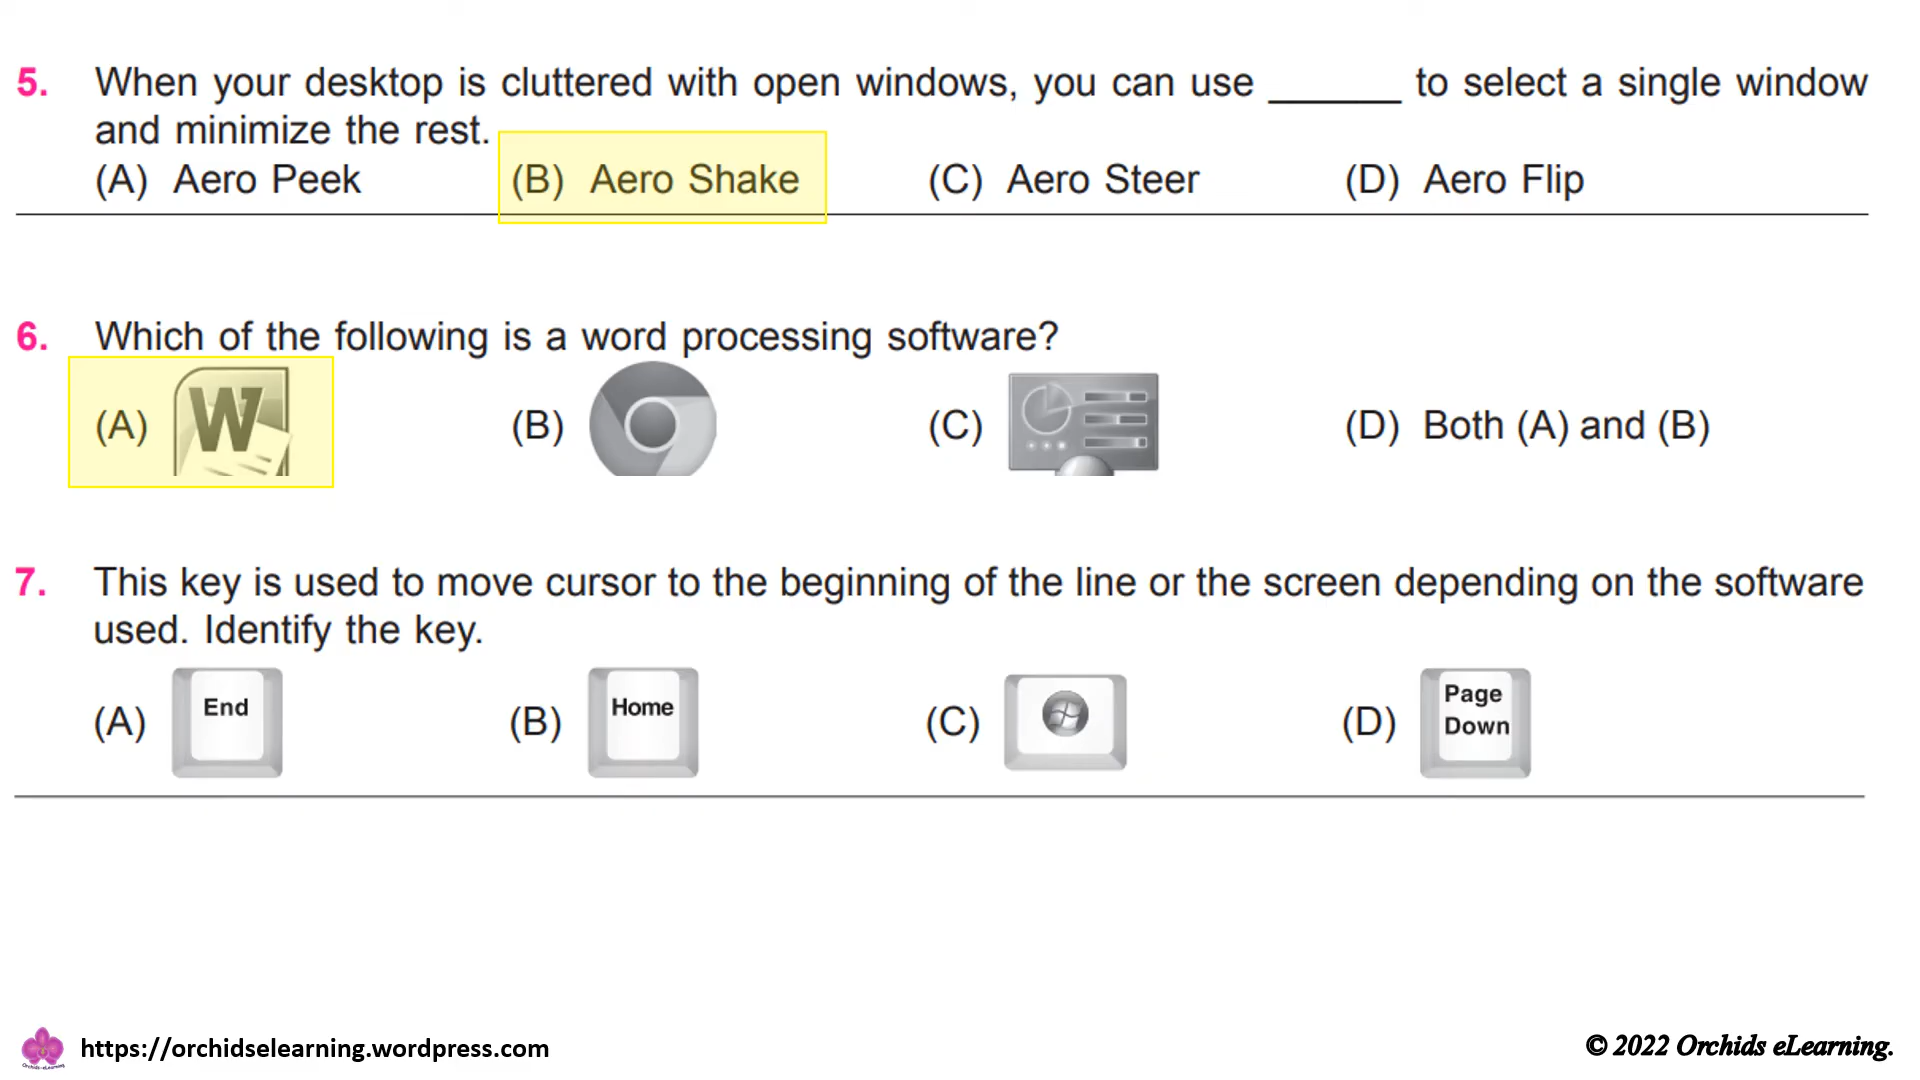 5. When your desktop is cluttered with open windows, you can use ______ to select a single window
and minimize the rest.
(A) Aero Peek (B) Aero Shake (C) Aero Steer (D) Aero Flip
6. Which of the following is a word processing software?
(A) W (B) (C) (D) Both (A) and (B)
7. This key is used to move cursor to the beginning of the line or the screen depending on the software
used. Identify the key.
(A) End (B) Home (C) (D) Page Down
Orchids-eLearning
https://orchidselearning.wordpress.com
© 2022 Orchids eLearning.